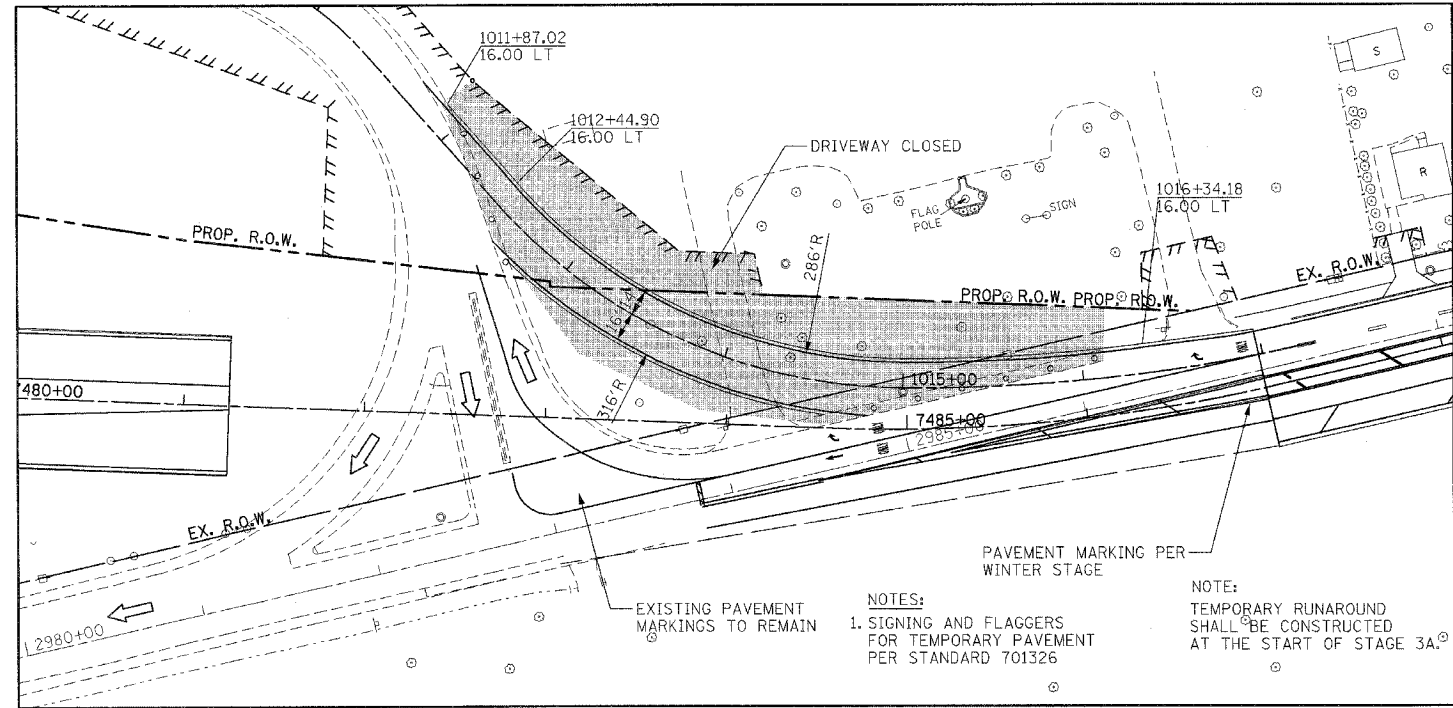 1011+87.02
16.00 LT
1012+44.90
16.00 LT
DRIVEWAY CLOSED
S
R
1016+34.18
16.00 LT
FLAG
POLE
SIGN
PROP. R.O.W.
286'R
EX. R.O.W.
PROP. R.O.W.
PROP. R.O.W.
16'
14'
316'R
7480+00
1015+00
7485+00
2985+00
EX. R.O.W.
2980+00
EXISTING PAVEMENT
MARKINGS TO REMAIN
PAVEMENT MARKING PER
WINTER STAGE
NOTES:
1. SIGNING AND FLAGGERS
FOR TEMPORARY PAVEMENT
PER STANDARD 701326
NOTE:
TEMPORARY RUNAROUND
SHALL BE CONSTRUCTED
AT THE START OF STAGE 3A.